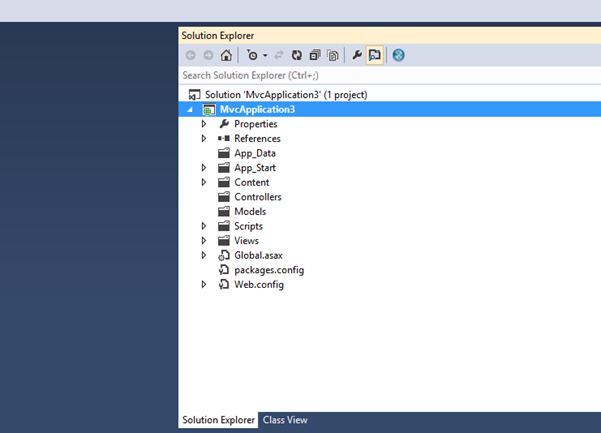 Solution Explorer
Search Solution Explorer (Ctrl+;)
Solution 'MvcApplication3' (1 project)
MvcApplication3
Properties
References
App_Data
App_Start
Content
Controllers
Models
Scripts
Views
Global.asax
packages.config
Web.config
Solution Explorer Class View